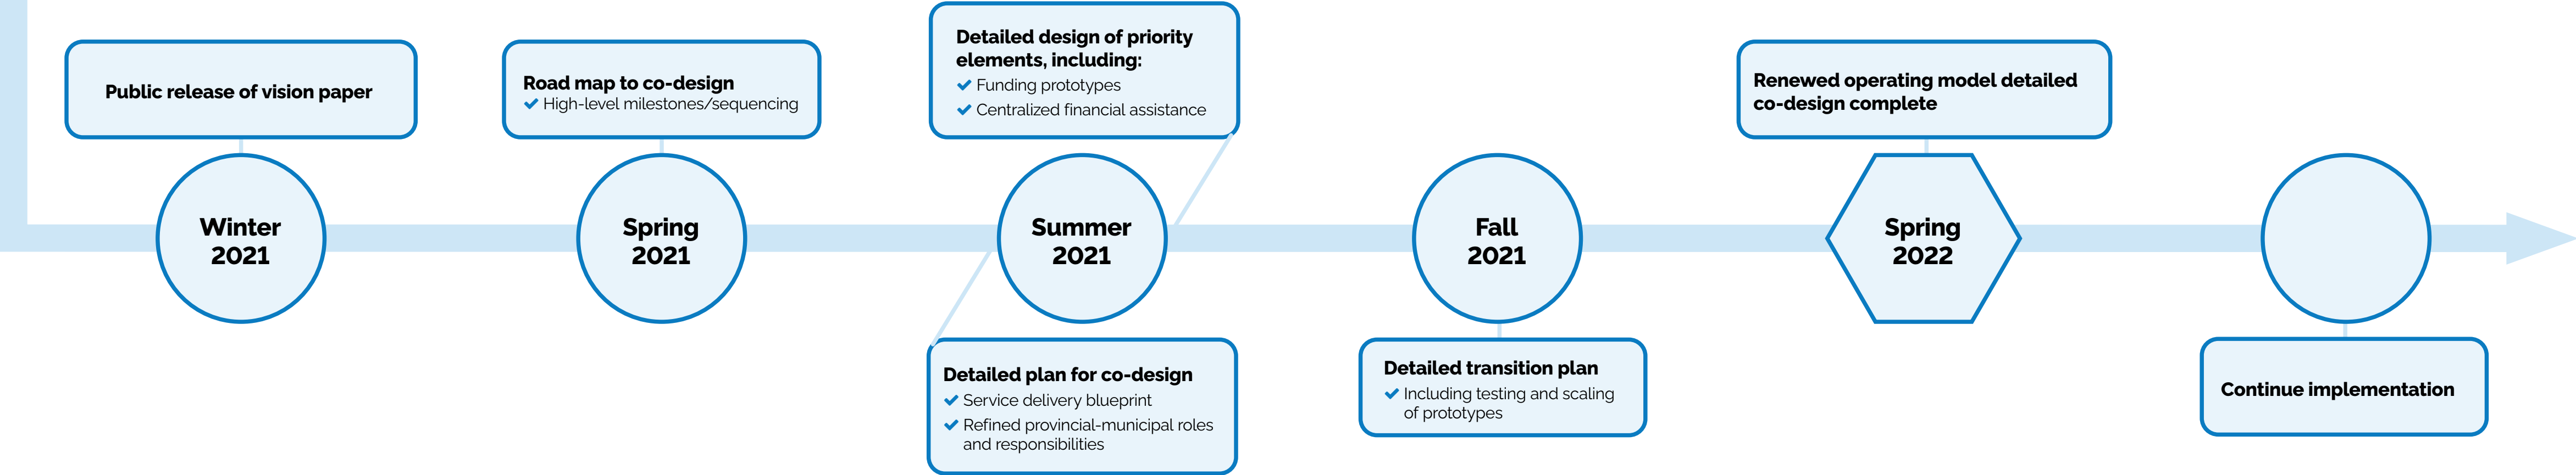 Public release of vision paper
Winter
2021
Road map to co-design
High-level milestones/sequencing
Spring
2021
Detailed design of priority
elements, including:
Funding prototypes
Centralized financial assistance
Summer
2021
Detailed plan for co-design
Service delivery blueprint
Refined provincial-municipal roles
and responsibilities
Fall
2021
Detailed transition plan
Including testing and scaling
of prototypes
Renewed operating model detailed
co-design complete
Spring
2022
Continue implementation